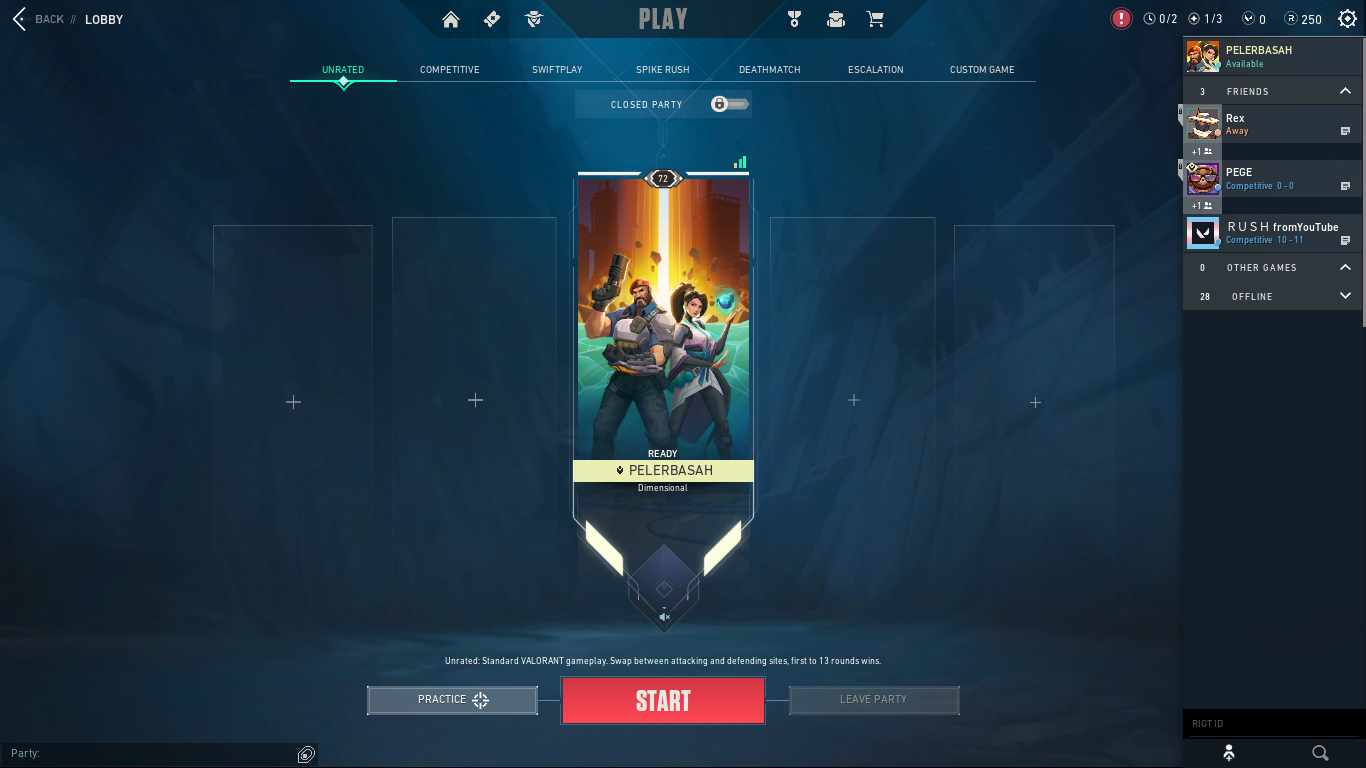 BACK // LOBBY
PLAY
0/2
1/3
0
250
UNRATED
COMPETITIVE
SWIFTPLAY
SPIKE RUSH
DEATHMATCH
ESCALATION
CUSTOM GAME
CLOSED PARTY
72
READY
PELERBASAH
Dimensional
Unrated: Standard VALORANT gameplay. Swap between attacking and defending sites, first to 13 rounds wins.
PRACTICE
START
LEAVE PARTY
Party:
PELERBASAH
Available
3 FRIENDS
Rex
Away
+1
PEGE
Competitive 0 - 0
+1
R U S H fromYouTube
Competitive 10 - 11
0 OTHER GAMES
28 OFFLINE
RIOT ID